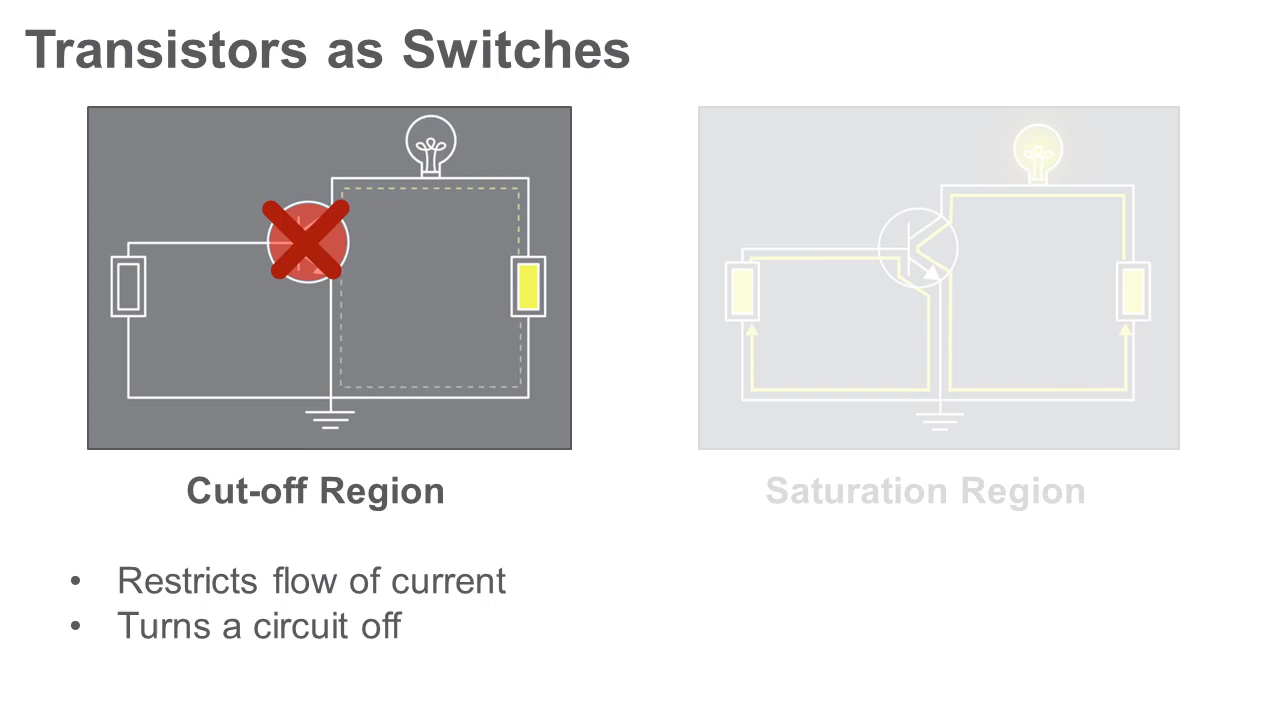 Transistors as Switches
Cut-off Region
Saturation Region
• Restricts flow of current
• Turns a circuit off